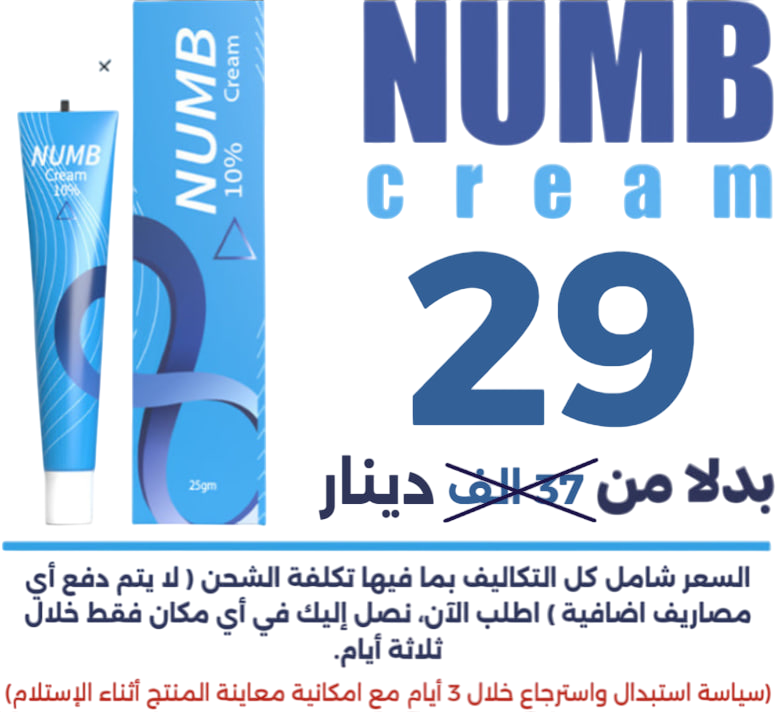 NUMB
cream
NUMB
Cream
10%
NUMB
Cream
10%
25gm
29
بدلا من 37 الف دينار
السعر شامل كل التكاليف بما فيها تكلفة الشحن ( لا يتم دفع أي
مصاريف اضافية ) اطلب الآن، نصل إليك في أي مكان فقط خلال
ثلاثة أيام.
(سياسة استبدال واسترجاع خلال 3 أيام مع امكانية معاينة المنتج أثناء الإستلام)